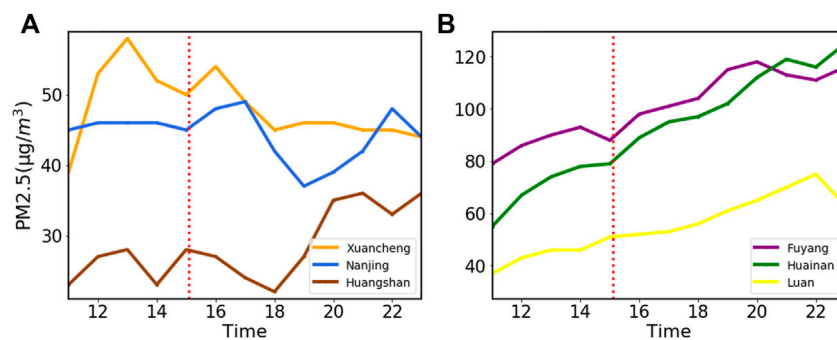 A
B
PM2.5(μg/m³)
50
40
30
Xuancheng
Nanjing
Huangshan
12 14 16 18 20 22
Time
120
100
80
60
40
Fuyang
Huainan
Luan
12 14 16 18 20 22
Time